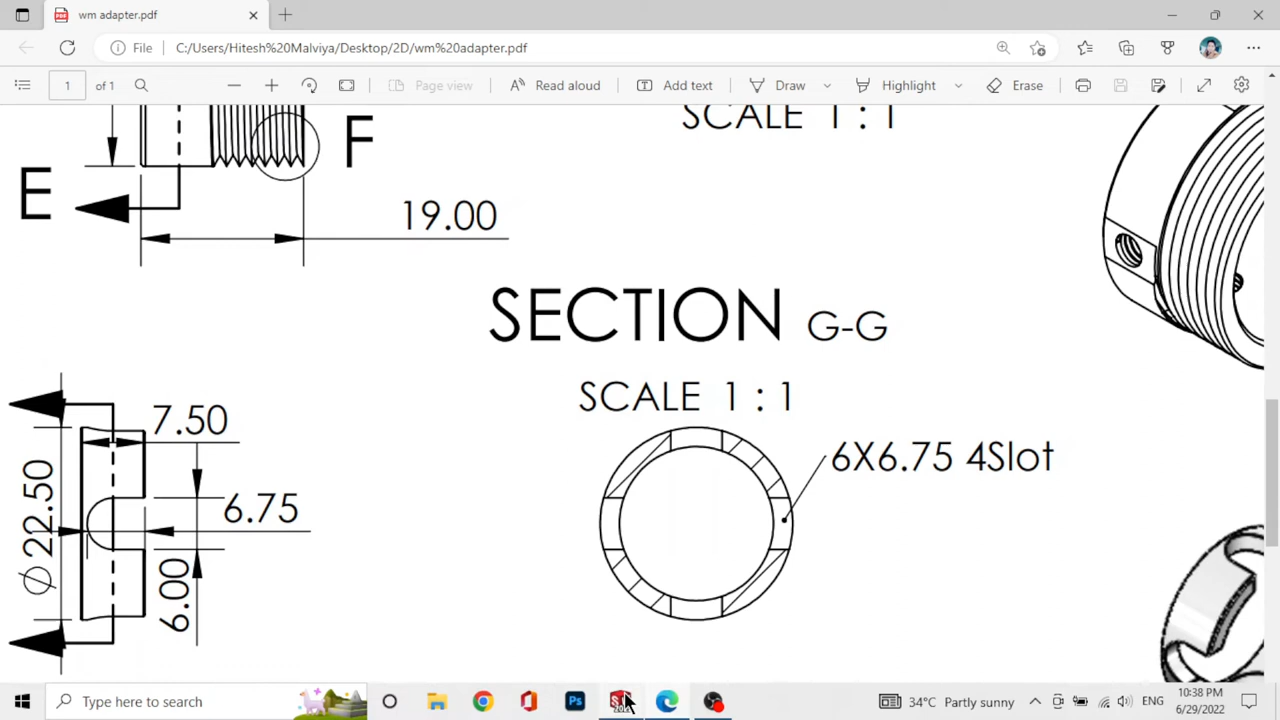 wm adapter.pdf
File C:/Users/Hitesh%20Malviya/Desktop/2D/wm%20adapter.pdf
1 of 1 Page view Read aloud Add text Draw Highlight Erase
SCALE 1 : 1
F
E
19.00
SECTION G-G
SCALE 1 : 1
7.50
6X6.75 4Slot
Ø 22.50
6.75
6.00
Type here to search
Ps
34°C Partly sunny
ENG
10:38 PM
6/29/2022